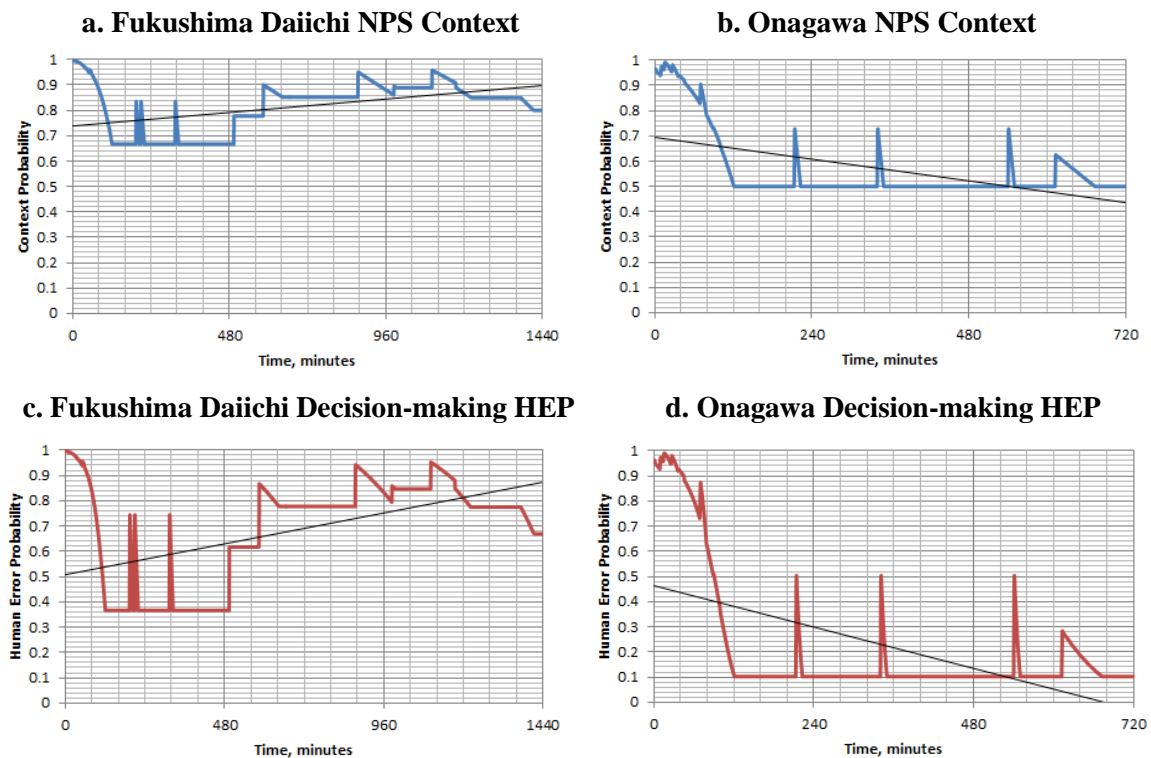 a. Fukushima Daiichi NPS Context
b. Onagawa NPS Context
Context Probability
1
0.9
0.8
0.7
0.6
0.5
0.4
0.3
0.2
0.1
0
0 480 960 1440
Time, minutes
Context Probability
1
0.9
0.8
0.7
0.6
0.5
0.4
0.3
0.2
0.1
0
0 240 480 720
Time, minutes
c. Fukushima Daiichi Decision-making HEP
d. Onagawa Decision-making HEP
Human Error Probability
1
0.9
0.8
0.7
0.6
0.5
0.4
0.3
0.2
0.1
0
0 480 960 1440
Time, minutes
Human Error Probability
1
0.9
0.8
0.7
0.6
0.5
0.4
0.3
0.2
0.1
0
0 240 480 720
Time, minutes